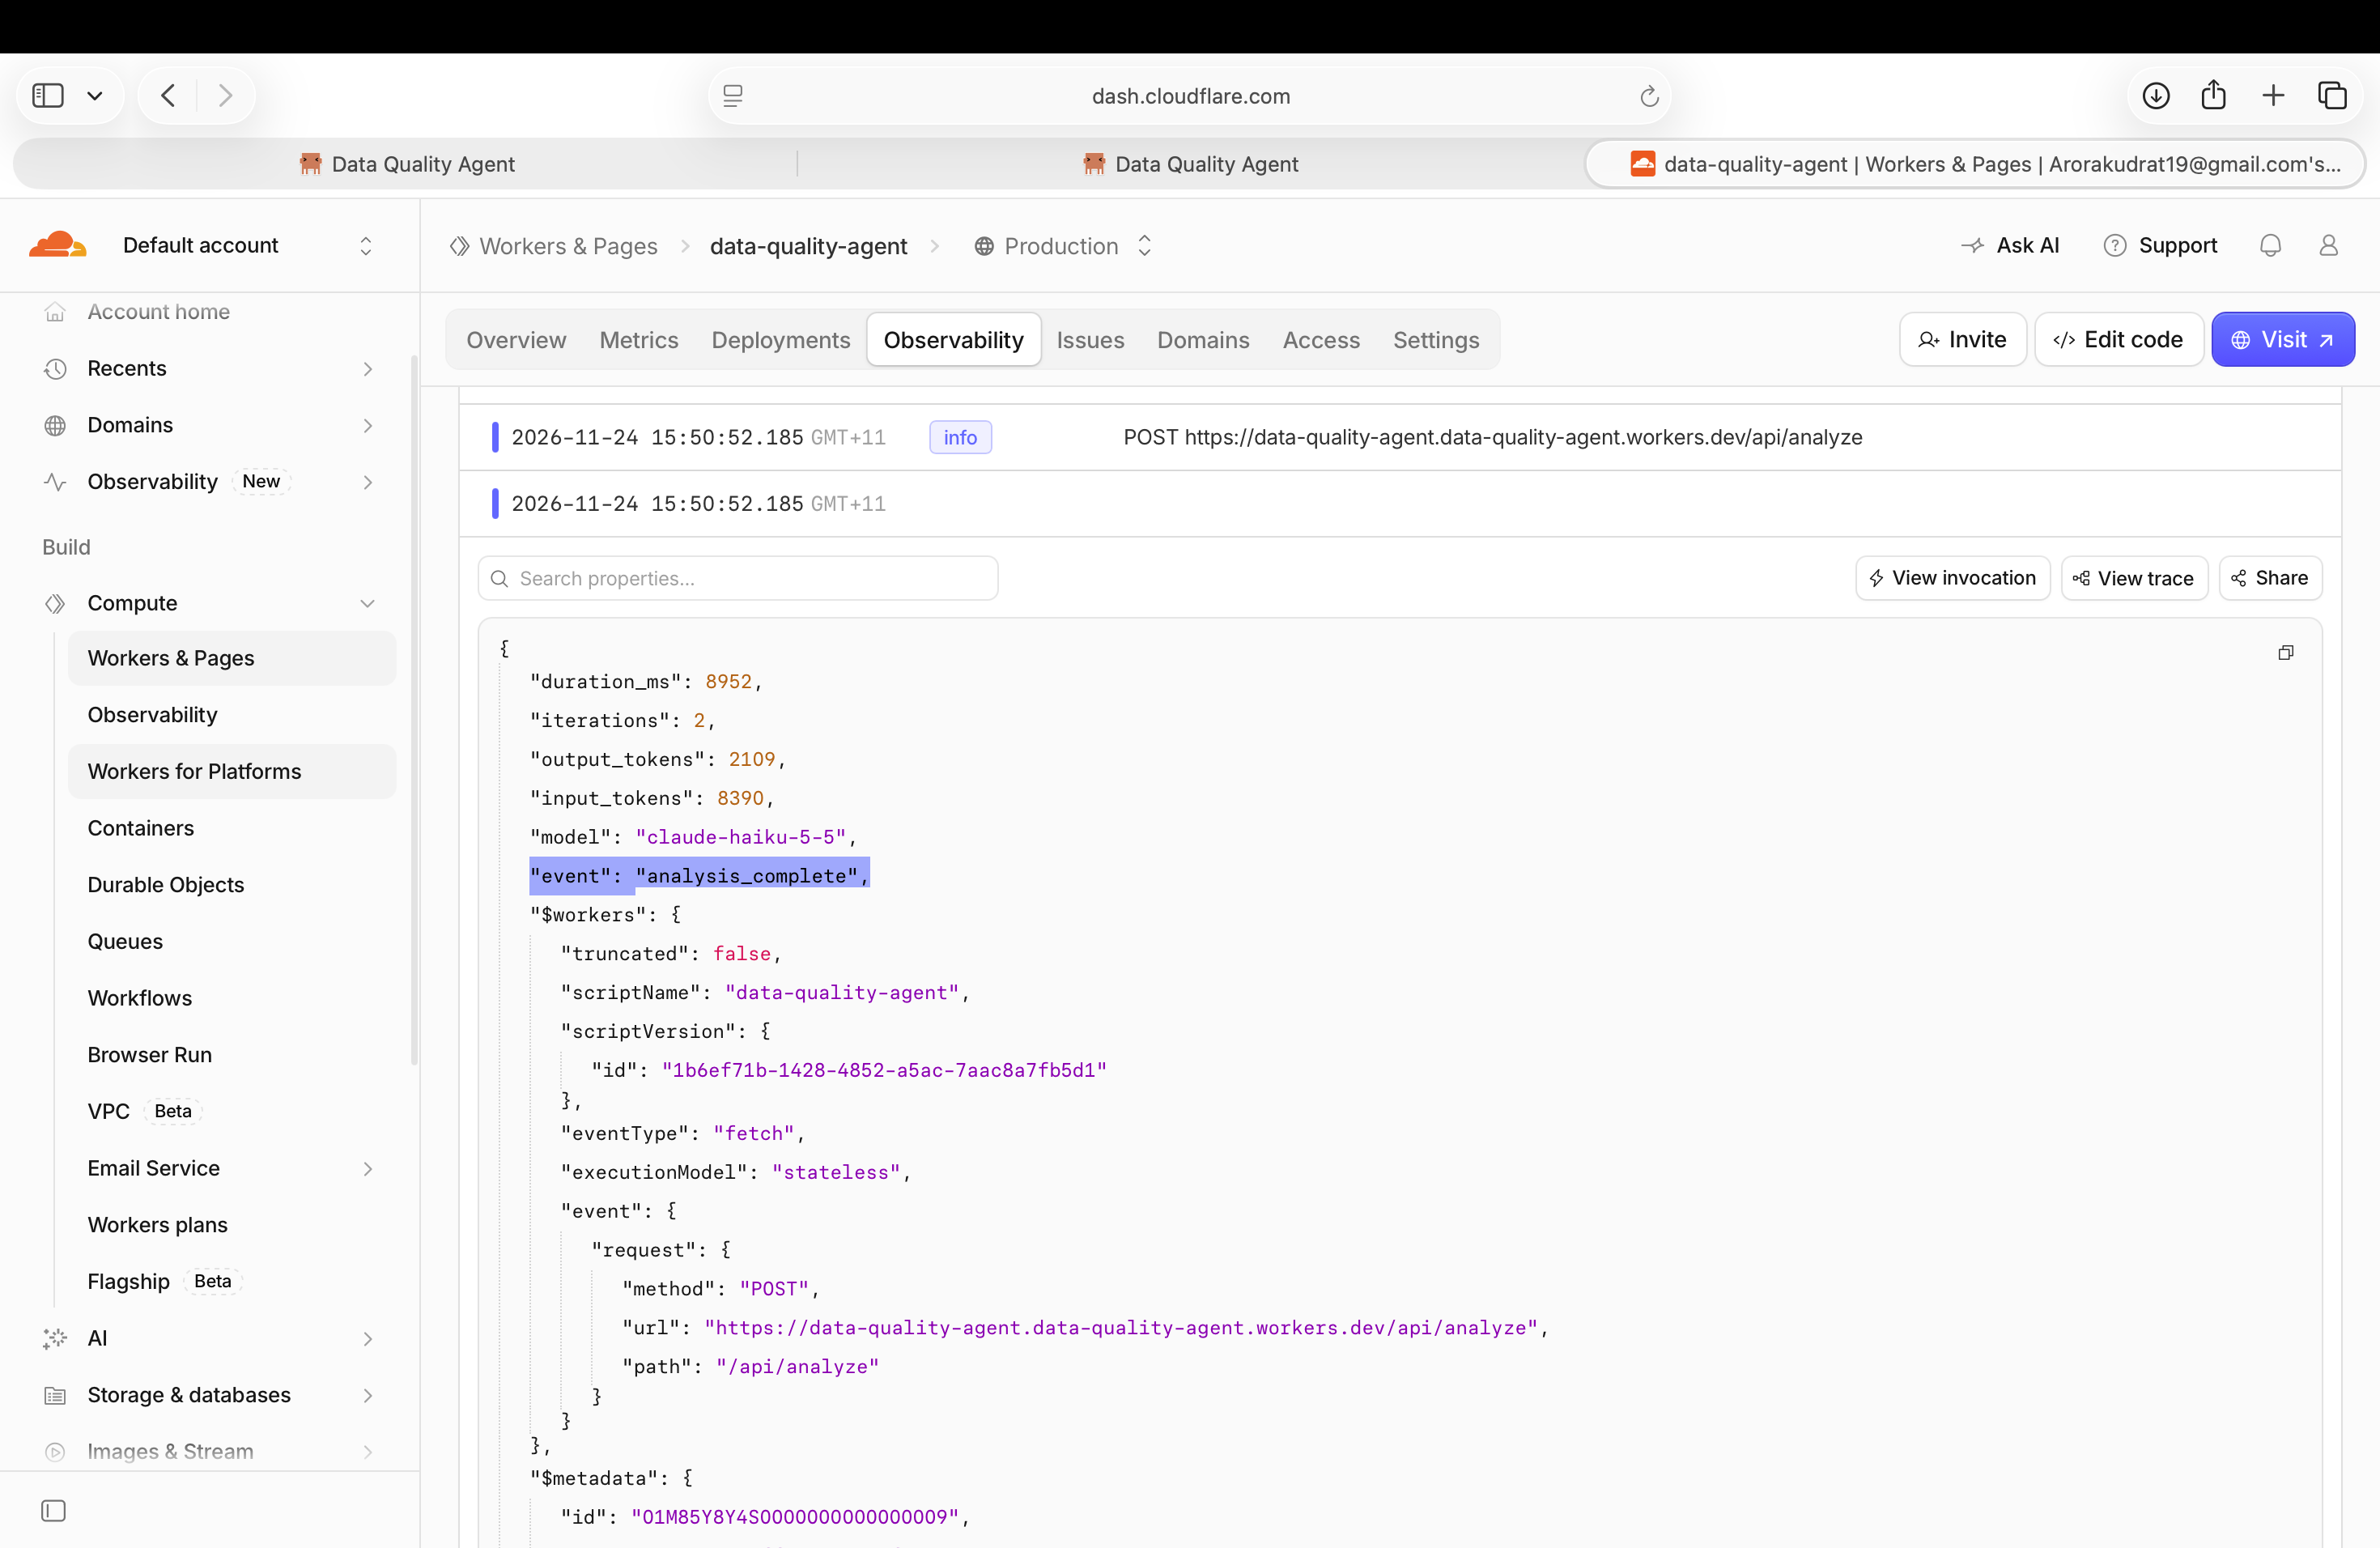 dash.cloudflare.com
Data Quality Agent
Data Quality Agent
data-quality-agent | Workers & Pages | Arorakudrat19@gmail.com's...
Default account
Workers & Pages
data-quality-agent
Production
Ask AI
Support
Account home
Recents
Domains
Observability New
Build
Compute
Workers & Pages
Observability
Workers for Platforms
Containers
Durable Objects
Queues
Workflows
Browser Run
VPC Beta
Email Service
Workers plans
Flagship Beta
AI
Storage & databases
Images & Stream
Overview
Metrics
Deployments
Observability
Issues
Domains
Access
Settings
Invite
</> Edit code
Visit
2026-11-24 15:50:52.185 GMT+11 info POST https://data-quality-agent.data-quality-agent.workers.dev/api/analyze
2026-11-24 15:50:52.185 GMT+11
Search properties...
View invocation
View trace
Share
{
"duration_ms": 8952,
"iterations": 2,
"output_tokens": 2109,
"input_tokens": 8390,
"model": "claude-haiku-5-5",
"event": "analysis_complete",
"$workers": {
"truncated": false,
"scriptName": "data-quality-agent",
"scriptVersion": {
"id": "1b6ef71b-1428-4852-a5ac-7aac8a7fb5d1"
},
"eventType": "fetch",
"executionModel": "stateless",
"event": {
"request": {
"method": "POST",
"url": "https://data-quality-agent.data-quality-agent.workers.dev/api/analyze",
"path": "/api/analyze"
}
}
},
"$metadata": {
"id": "01M85Y8Y4S0000000000000009",